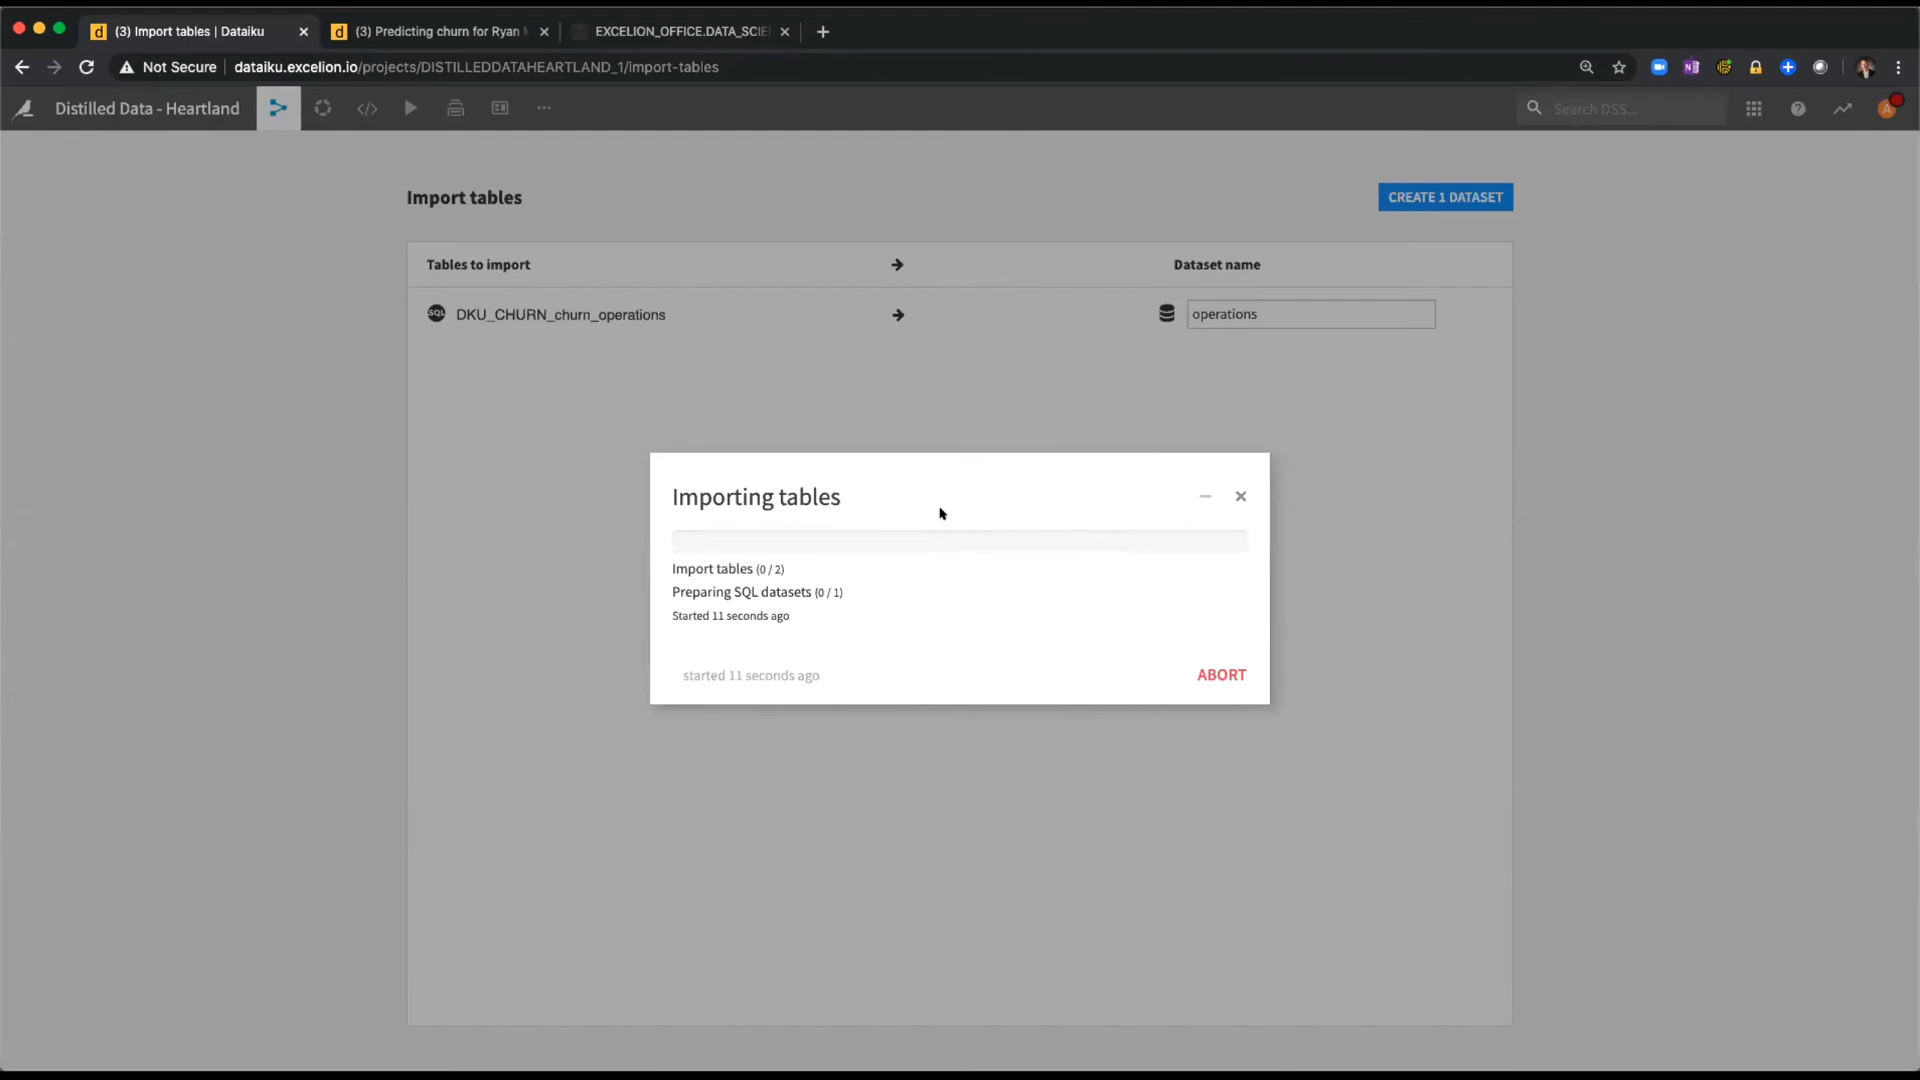 (3) Import tables | Dataiku
(3) Predicting churn for Ryan
EXCELION_OFFICE.DATA_SCIE
Not Secure
dataiku.excelion.io/projects/DISTILLEDDATAHEARTLAND_1/import-tables
Distilled Data - Heartland
Search DSS...
Import tables
CREATE 1 DATASET
Tables to import
Dataset name
SQL
DKU_CHURN_churn_operations
operations
Importing tables
Import tables (0 / 2)
Preparing SQL datasets (0 / 1)
Started 11 seconds ago
started 11 seconds ago
ABORT